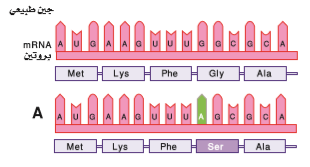 جين طبيعي
mRNA A U G A A G U U U G G C G C A
بروتين Met Lys Phe Gly Ala
A
A U G A A G U U U A G C G C A
Met Lys Phe Ser Ala